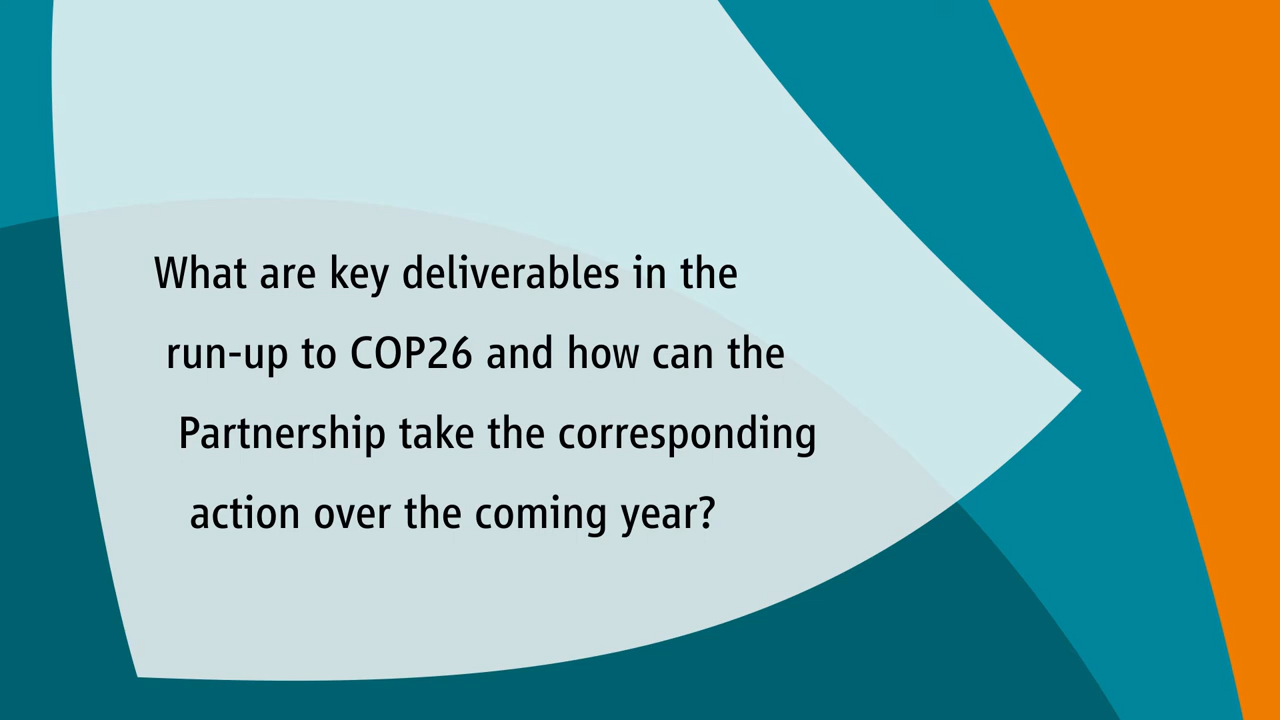 What are key deliverables in the
run-up to COP26 and how can the
Partnership take the corresponding
action over the coming year?